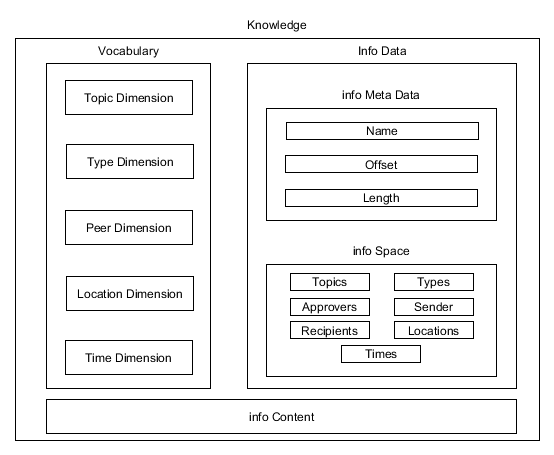 Knowledge
Vocabulary
Topic Dimension
Type Dimension
Peer Dimension
Location Dimension
Time Dimension
Info Data
info Meta Data
Name
Offset
Length
info Space
Topics
Types
Approvers
Sender
Recipients
Locations
Times
info Content